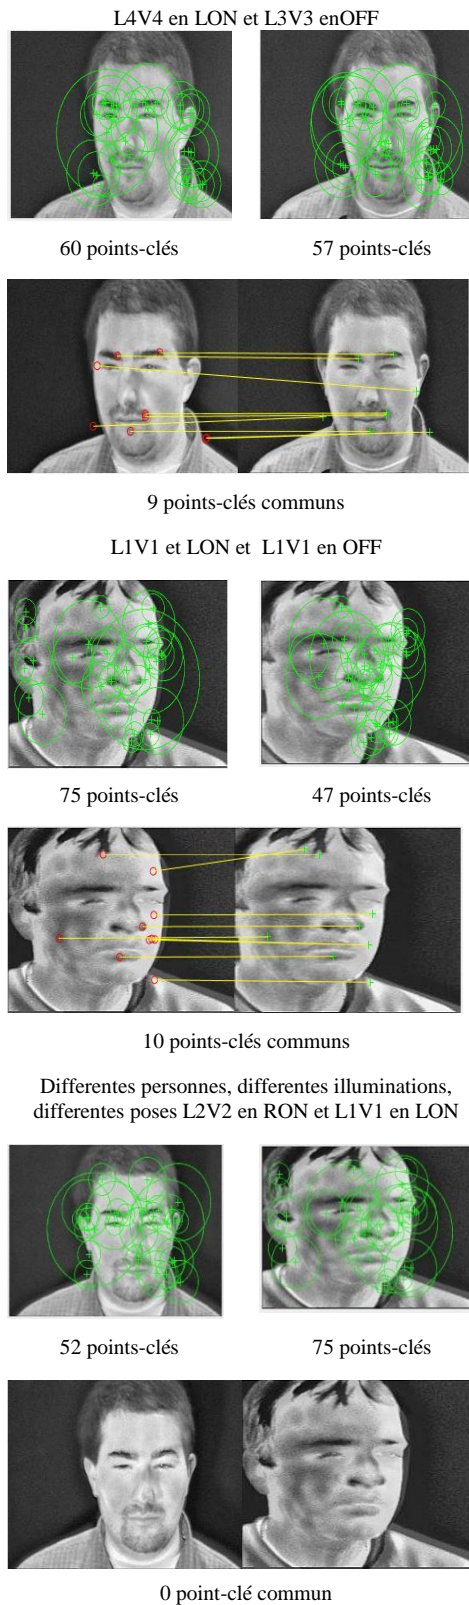 L4V4 en LON et L3V3 enOFF
60 points-clés
57 points-clés
9 points-clés communs
L1V1 et LON et L1V1 en OFF
75 points-clés
47 points-clés
10 points-clés communs
Differentes personnes, differentes illuminations,
differentes poses L2V2 en RON et L1V1 en LON
52 points-clés
75 points-clés
0 point-clé commun